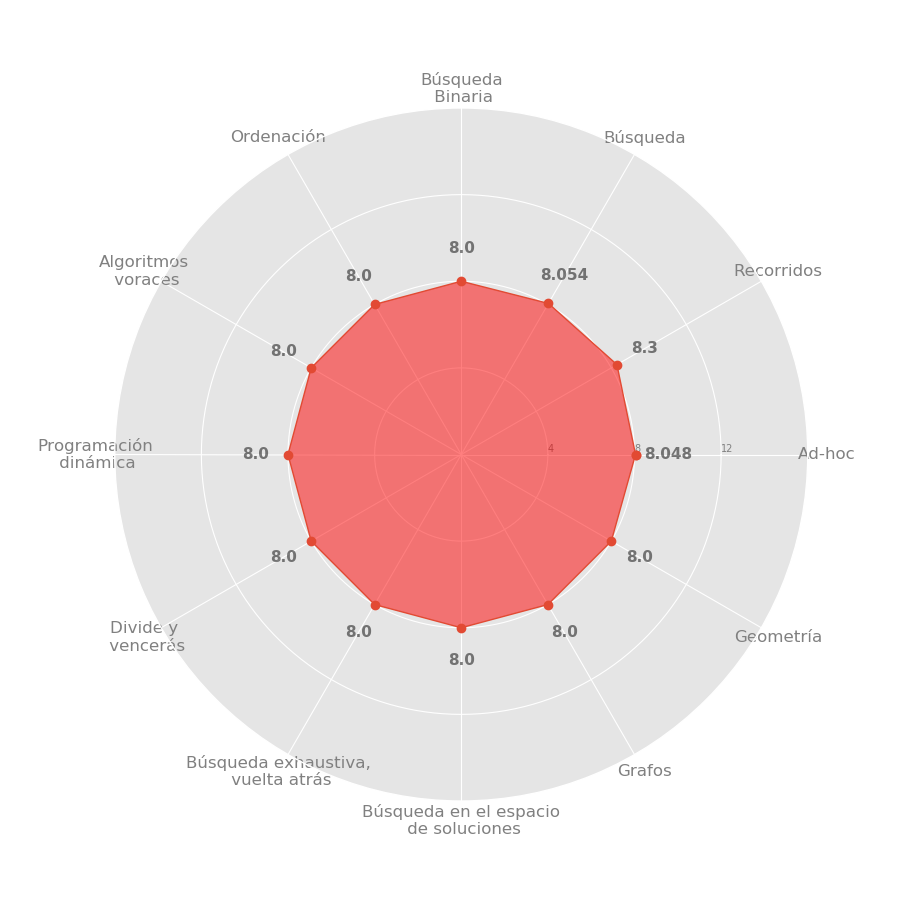 Búsqueda
Binaria
Ordenación
Búsqueda
Algoritmos
voraces
Recorridos
8.0
8.0
8.054
8.0
8.3
Programación
dinámica
8.0
4
8
12
8.048
Ad-hoc
8.0
8.0
Divide y
vencerás
8.0
8.0
8.0
Geometría
Búsqueda exhaustiva,
vuelta atrás
Grafos
Búsqueda en el espacio
de soluciones